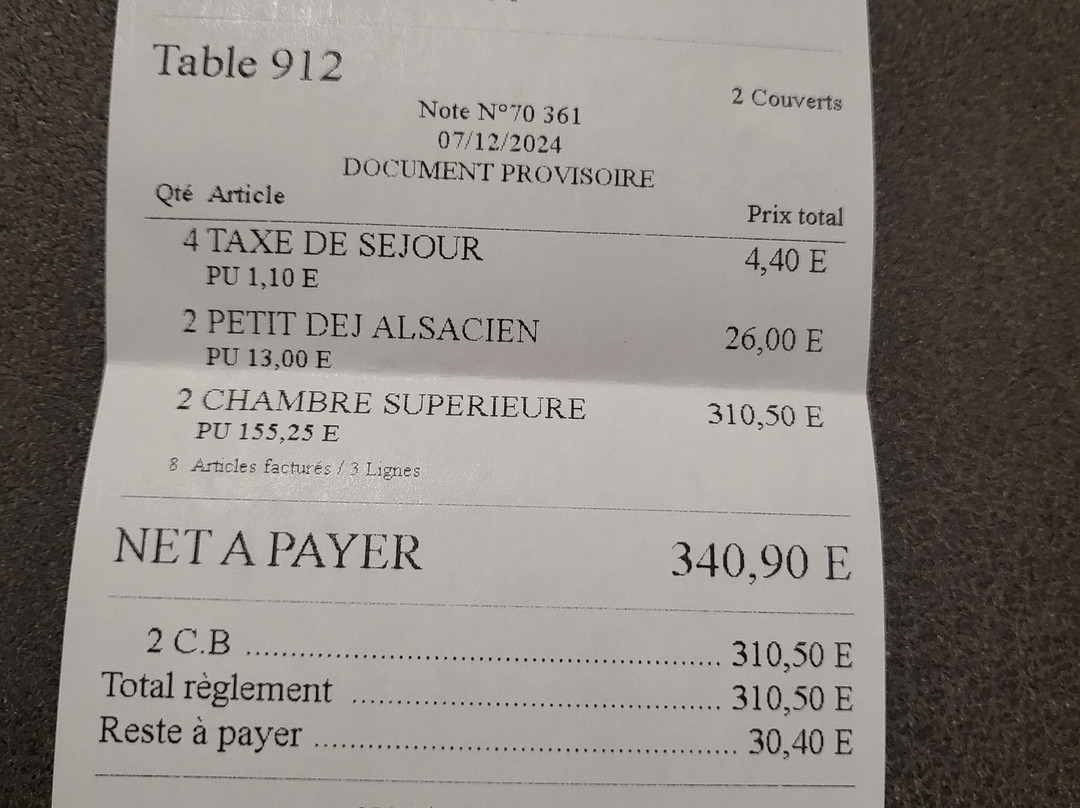 Table 912
2 Couverts
Note N°70 361
07/12/2024
DOCUMENT PROVISOIRE
Qté Article Prix total
4 TAXE DE SEJOUR 4,40 E
PU 1,10 E
2 PETIT DEJ ALSACIEN 26,00 E
PU 13,00 E
2 CHAMBRE SUPERIEURE 310,50 E
PU 155,25 E
8 Articles facturés / 3 Lignes
NET A PAYER 340,90 E
2 C.B ........................................................ 310,50 E
Total règlement ............................................ 310,50 E
Reste à payer .................................................. 30,40 E